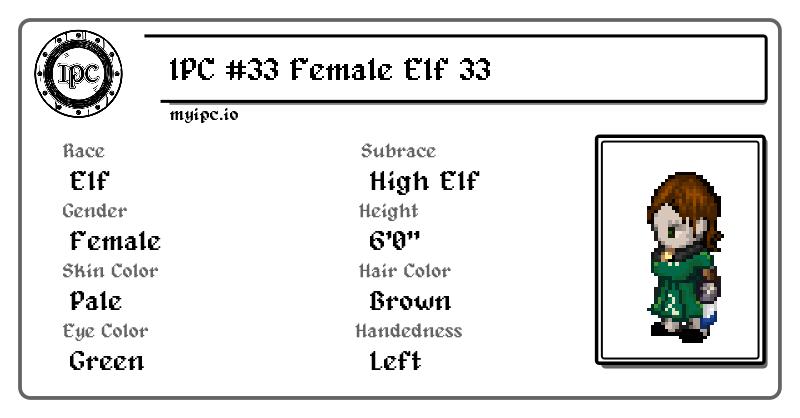 IPC
IPC #33 Female Elf 33
myipc.io
Race
Elf
Subrace
High Elf
Gender
Female
Height
6'0"
Skin Color
Pale
Hair Color
Brown
Eye Color
Green
Handedness
Left